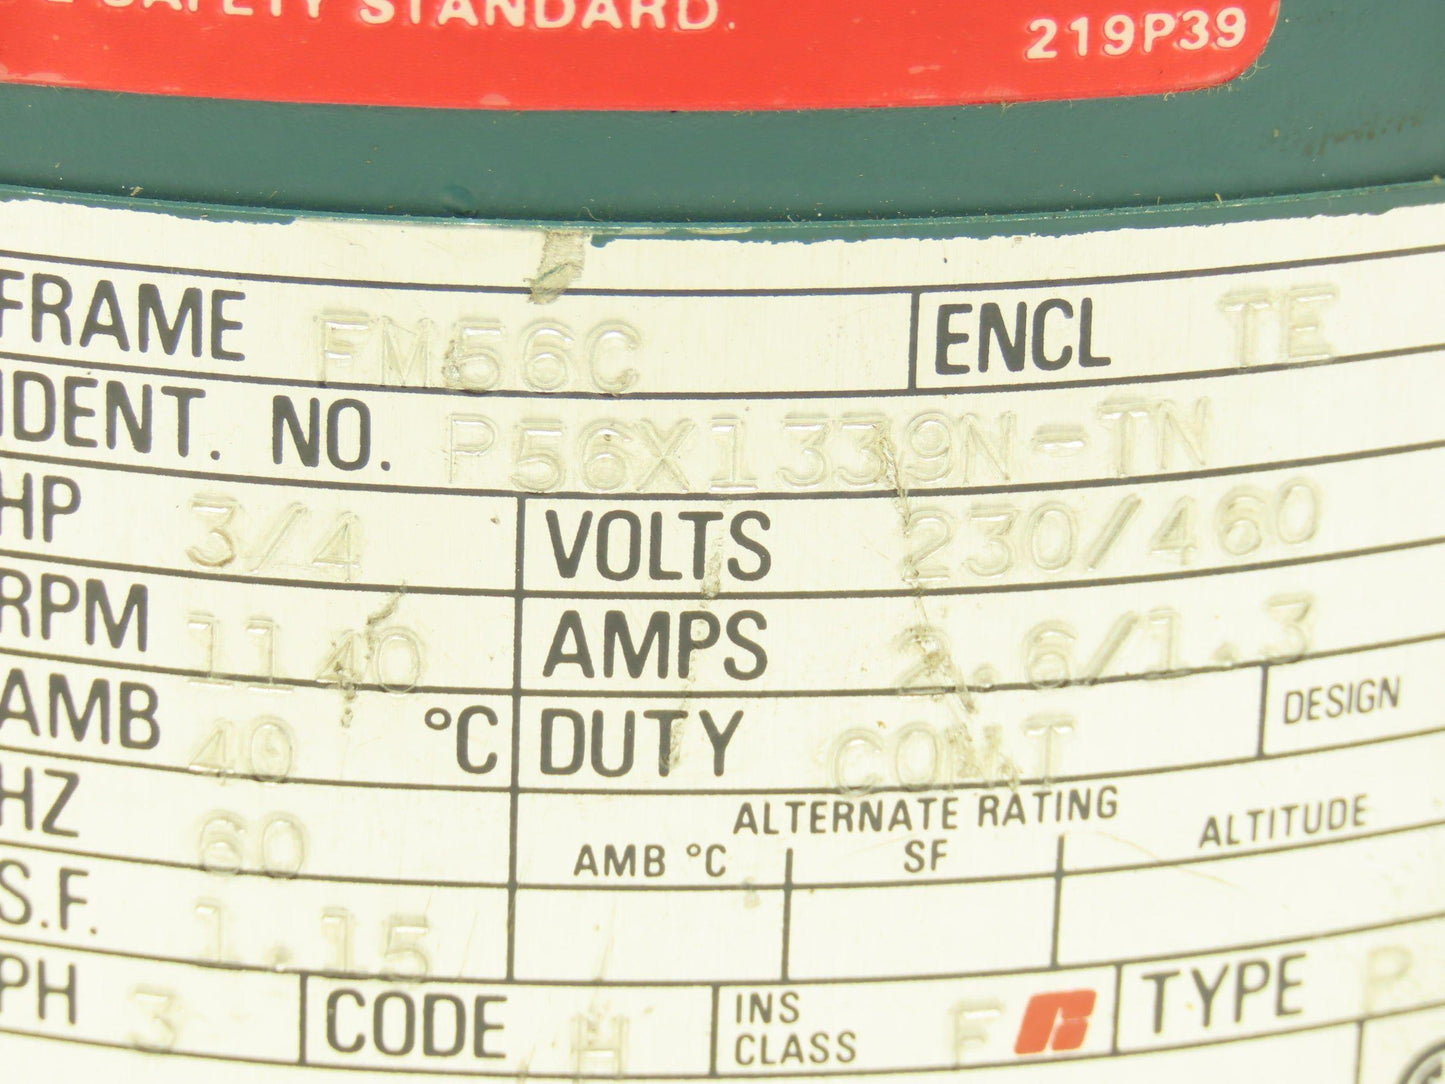 SAFETY STANDARD.
219P39
FRAME FM56C ENCL TE
IDENT. NO. P56X1339N-TN
HP 3/4 VOLTS 230/460
RPM 1140 AMPS 2.6/1.3
AMB 40 °C DUTY CONT DESIGN
HZ 60 ALTERNATE RATING
AMB °C SF ALTITUDE
S.F. 1.15
PH 3 CODE H INS CLASS F R TYPE P